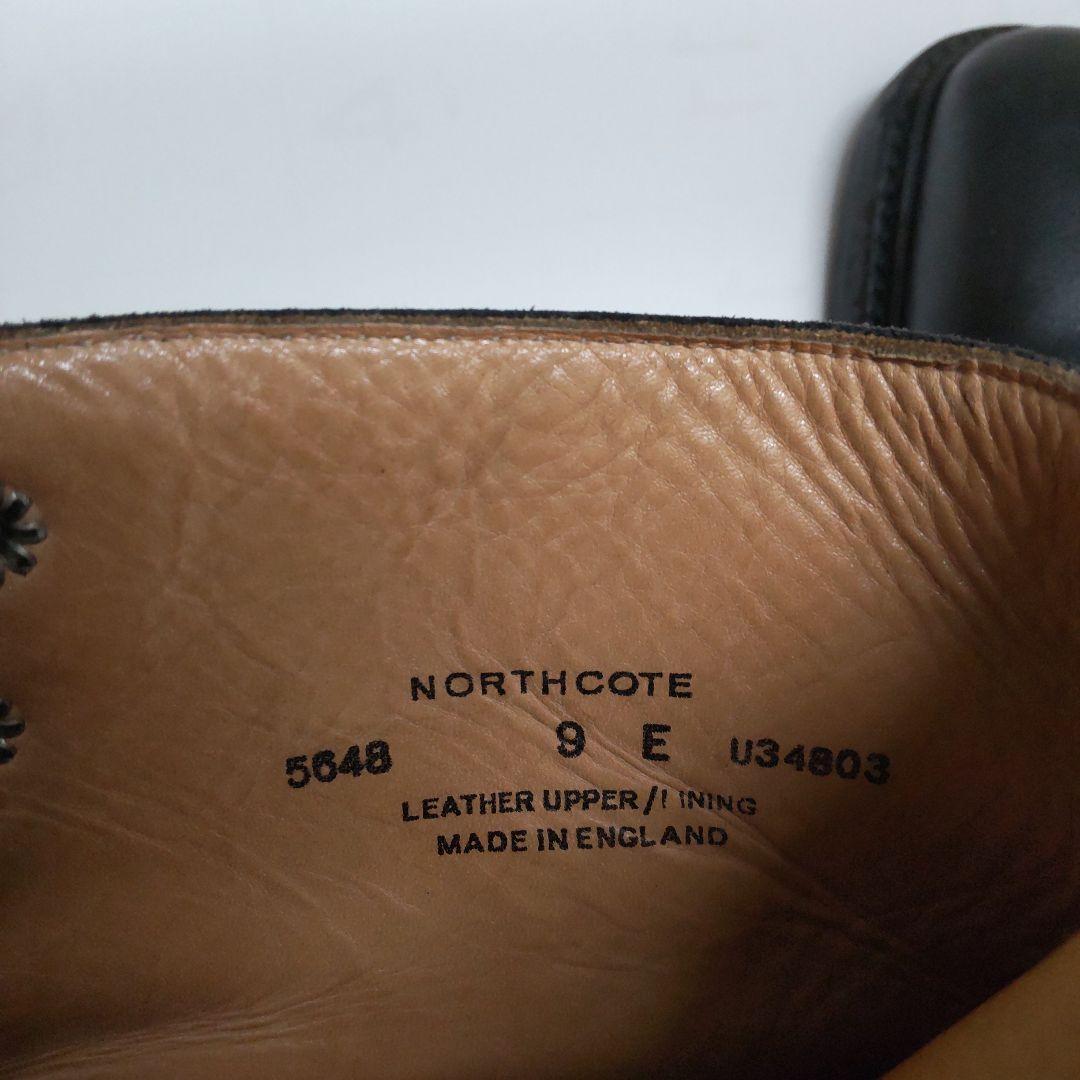 NORTHCOTE
5648 9 E U34803
LEATHER UPPER/LINING
MADE IN ENGLAND